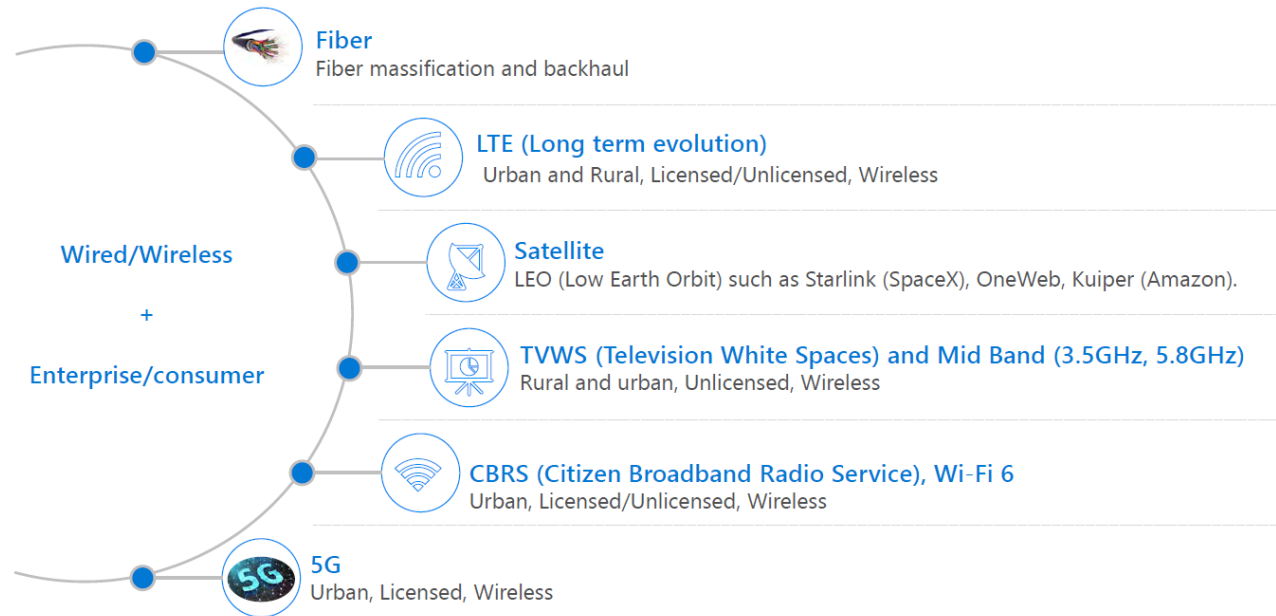 Fiber
Fiber massification and backhaul
LTE (Long term evolution)
Urban and Rural, Licensed/Unlicensed, Wireless
Wired/Wireless
+
Enterprise/consumer
Satellite
LEO (Low Earth Orbit) such as Starlink (SpaceX), OneWeb, Kuiper (Amazon).
TVWS (Television White Spaces) and Mid Band (3.5GHz, 5.8GHz)
Rural and urban, Unlicensed, Wireless
CBRS (Citizen Broadband Radio Service), Wi-Fi 6
Urban, Licensed/Unlicensed, Wireless
5G
5G
Urban, Licensed, Wireless